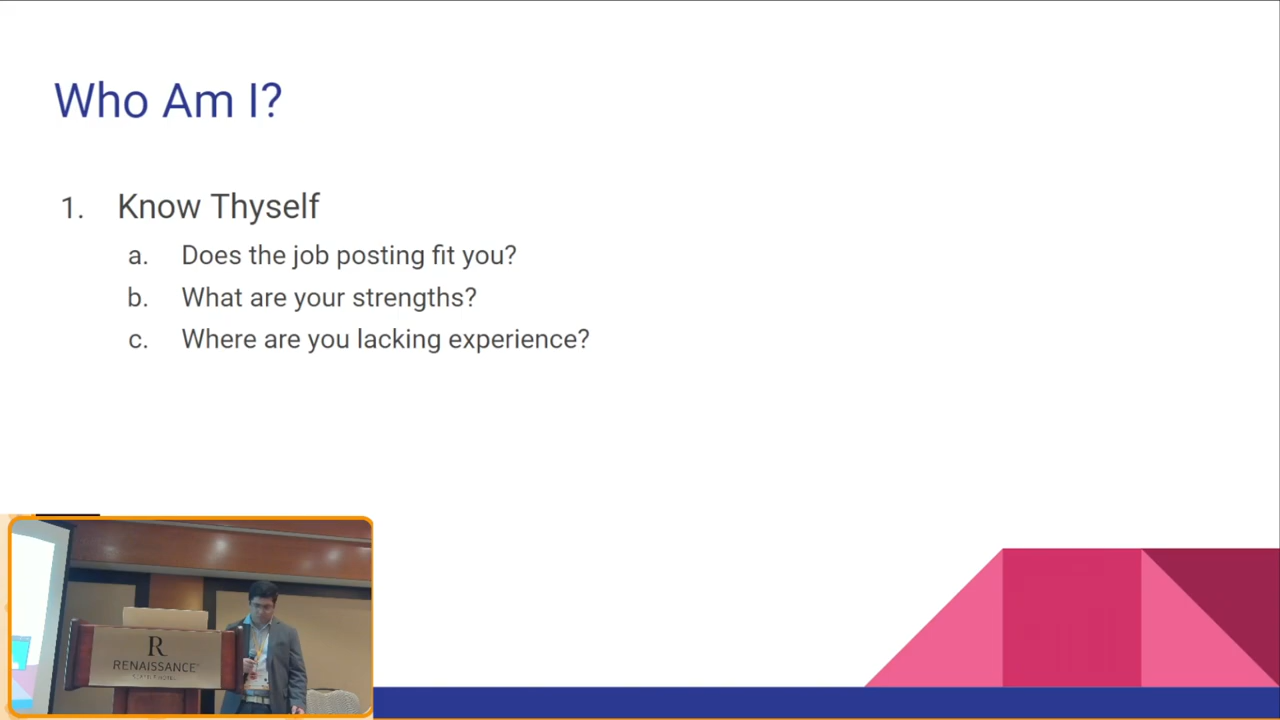 Who Am I?
1. Know Thyself
a. Does the job posting fit you?
b. What are your strengths?
c. Where are you lacking experience?
R
RENAISSANCE